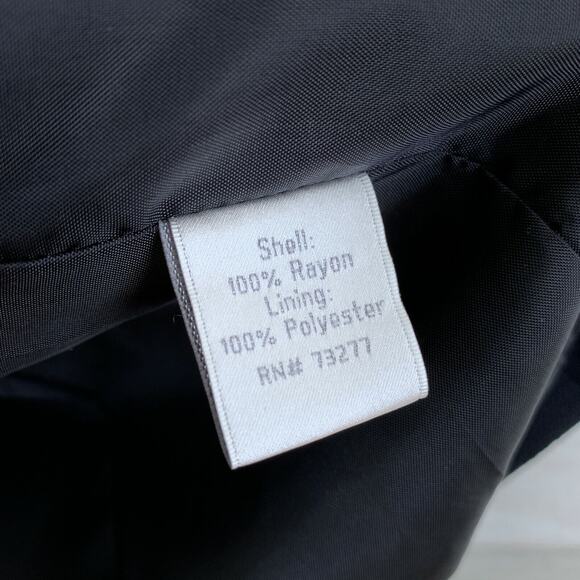 Shell:
100% Rayon
Lining:
100% Polyester
RN# 73277